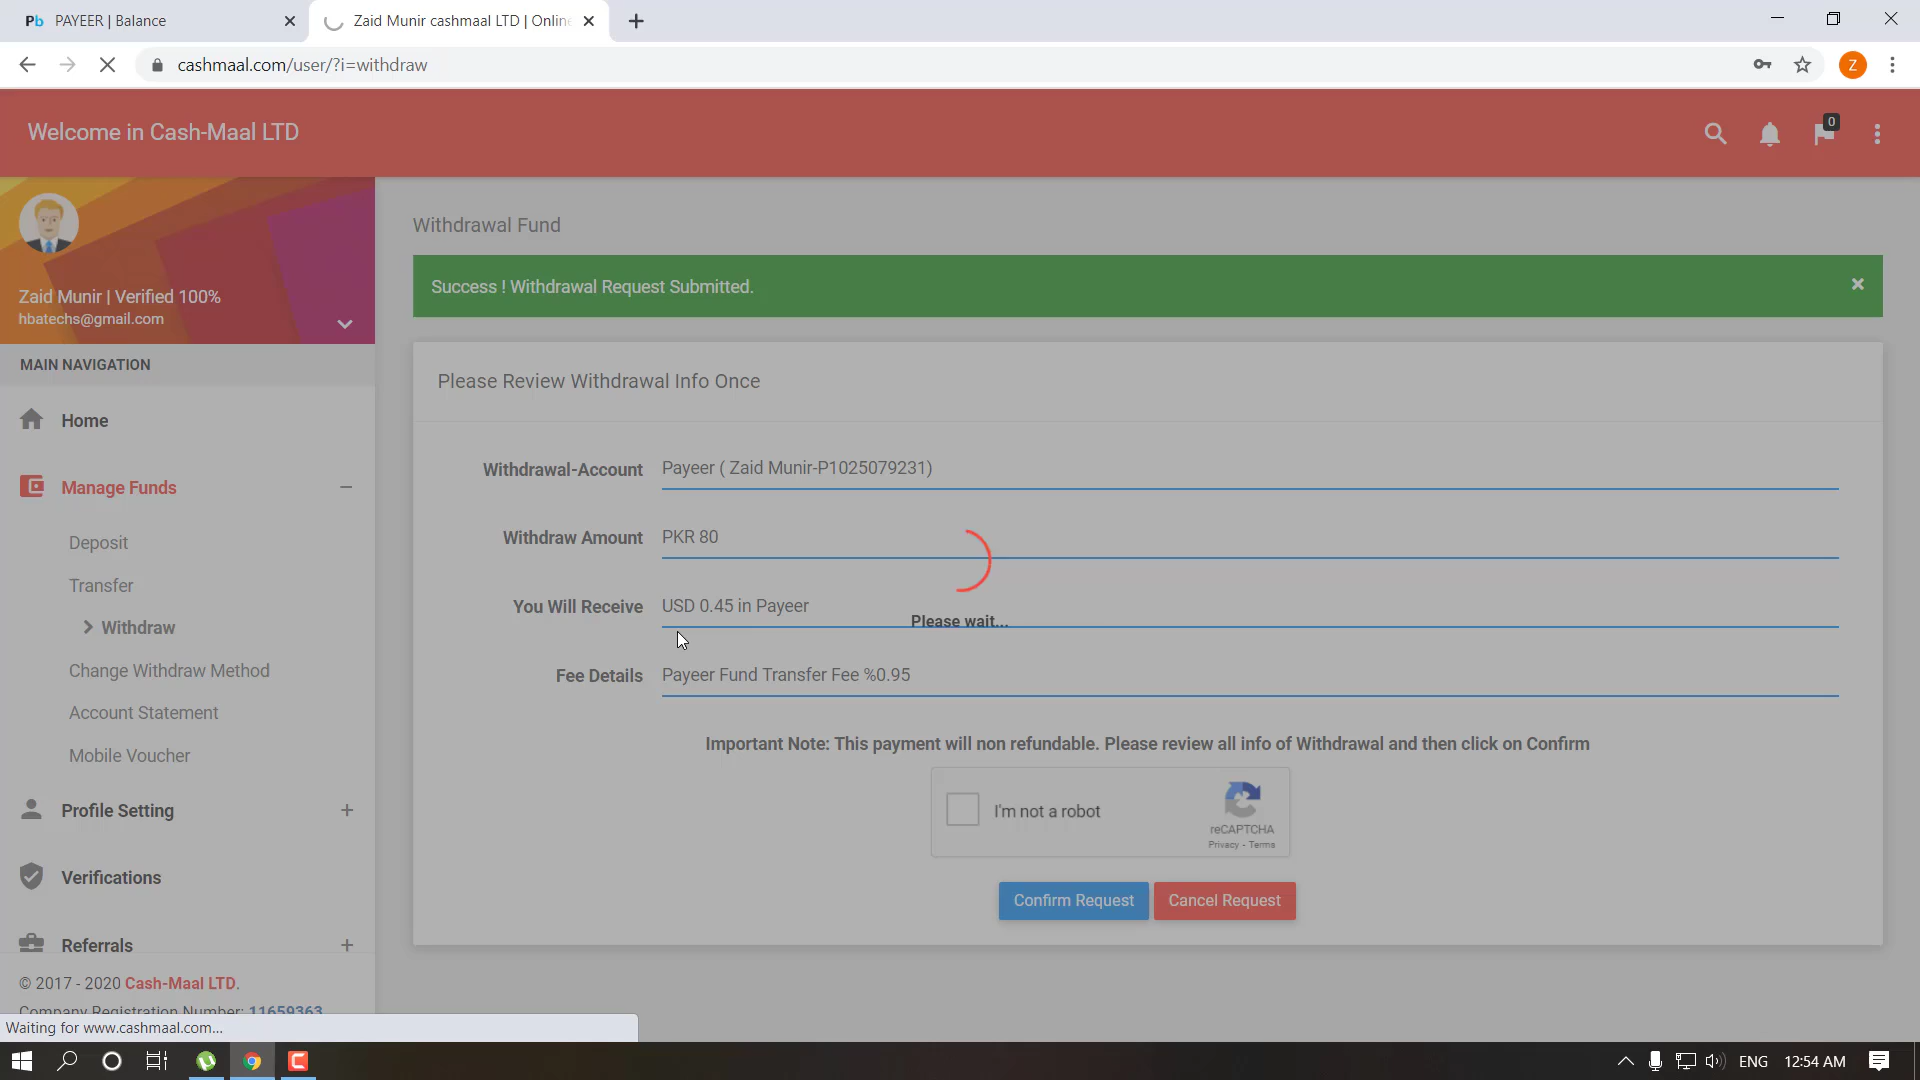 Pb PAYEER | Balance
Zaid Munir cashmaal LTD | Online
cashmaal.com/user/?i=withdraw
Z
Welcome in Cash-Maal LTD
0
Zaid Munir | Verified 100%
hbatechs@gmail.com
MAIN NAVIGATION
Home
Manage Funds
Deposit
Transfer
Withdraw
Change Withdraw Method
Account Statement
Mobile Voucher
Profile Setting
Verifications
Referrals
© 2017 - 2020 Cash-Maal LTD.
Company Registration Number: 11659363
Waiting for www.cashmaal.com...
Withdrawal Fund
Success ! Withdrawal Request Submitted.
Please Review Withdrawal Info Once
Withdrawal-Account Payeer ( Zaid Munir-P1025079231)
Withdraw Amount PKR 80
You Will Receive USD 0.45 in Payeer
Please wait...
Fee Details Payeer Fund Transfer Fee %0.95
Important Note: This payment will non refundable. Please review all info of Withdrawal and then click on Confirm
I'm not a robot
reCAPTCHA
Privacy - Terms
Confirm Request
Cancel Request
ENG 12:54 AM